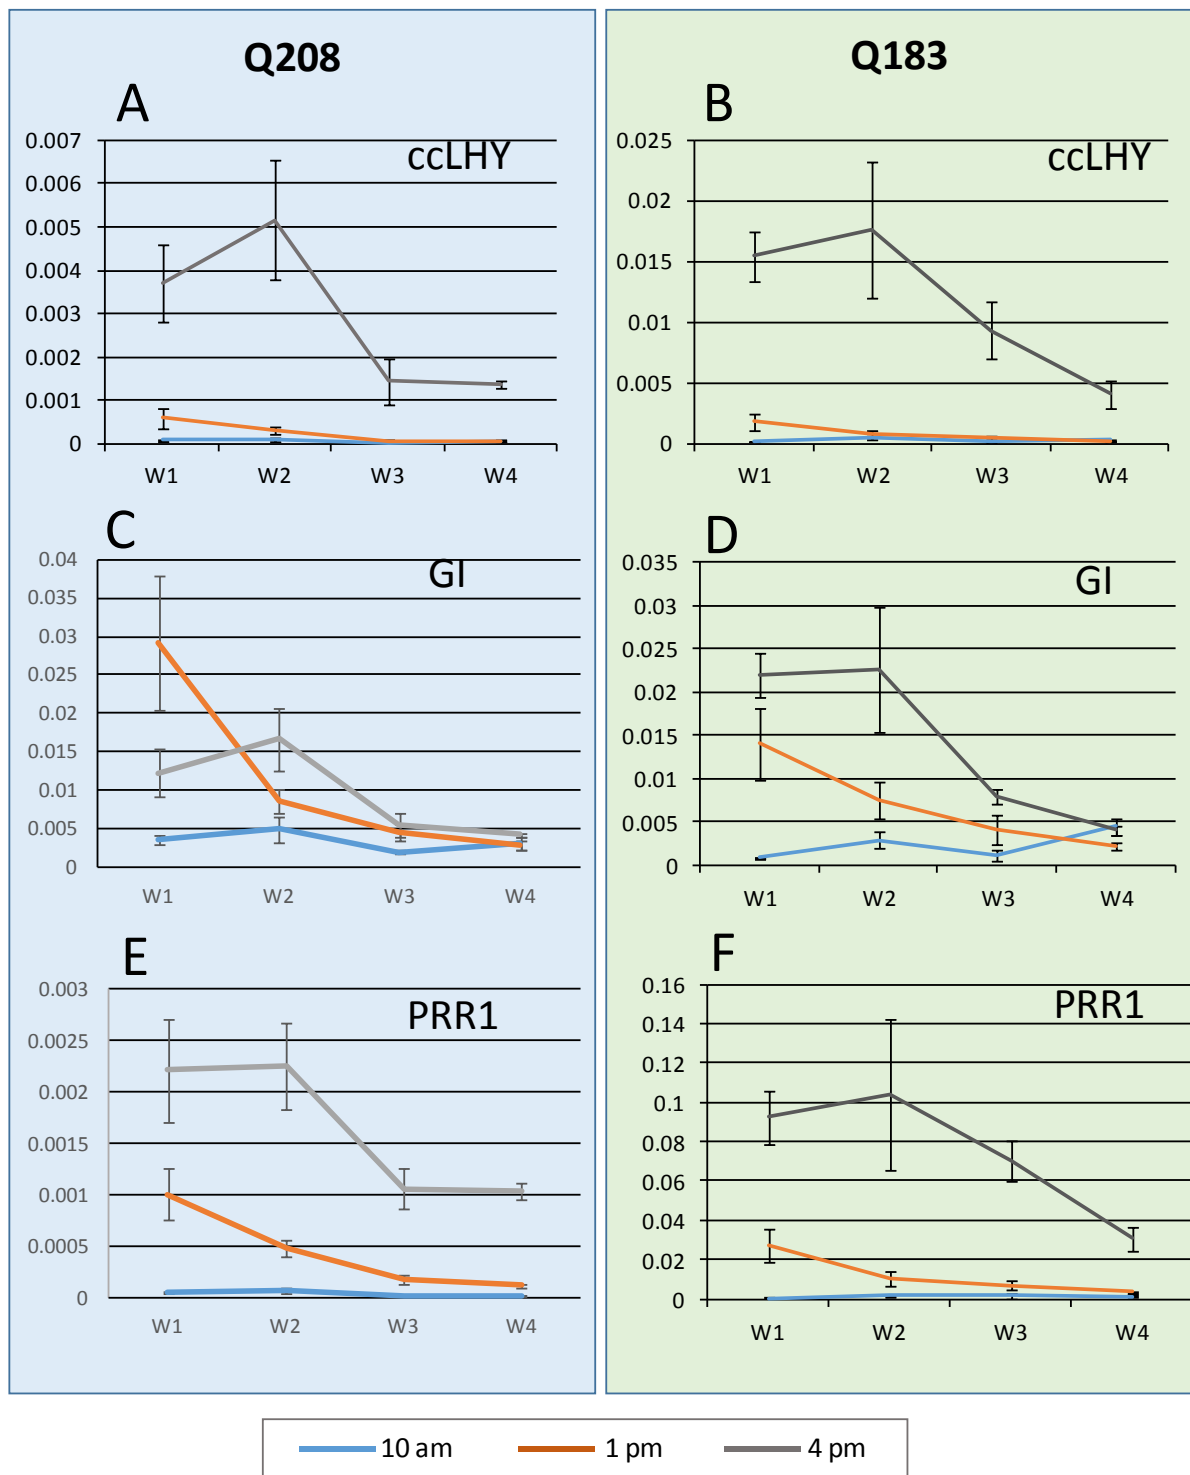 Q208
Q183
A
ccLHY
0.007
0.006
0.005
0.004
0.003
0.002
0.001
0
W1 W2 W3 W4
B
ccLHY
0.025
0.02
0.015
0.01
0.005
0
W1 W2 W3 W4
C
GI
0.04
0.035
0.03
0.025
0.02
0.015
0.01
0.005
0
W1 W2 W3 W4
D
GI
0.035
0.03
0.025
0.02
0.015
0.01
0.005
0
W1 W2 W3 W4
E
PRR1
0.003
0.0025
0.002
0.0015
0.001
0.0005
0
W1 W2 W3 W4
F
PRR1
0.16
0.14
0.12
0.1
0.08
0.06
0.04
0.02
0
W1 W2 W3 W4
10 am 1 pm 4 pm